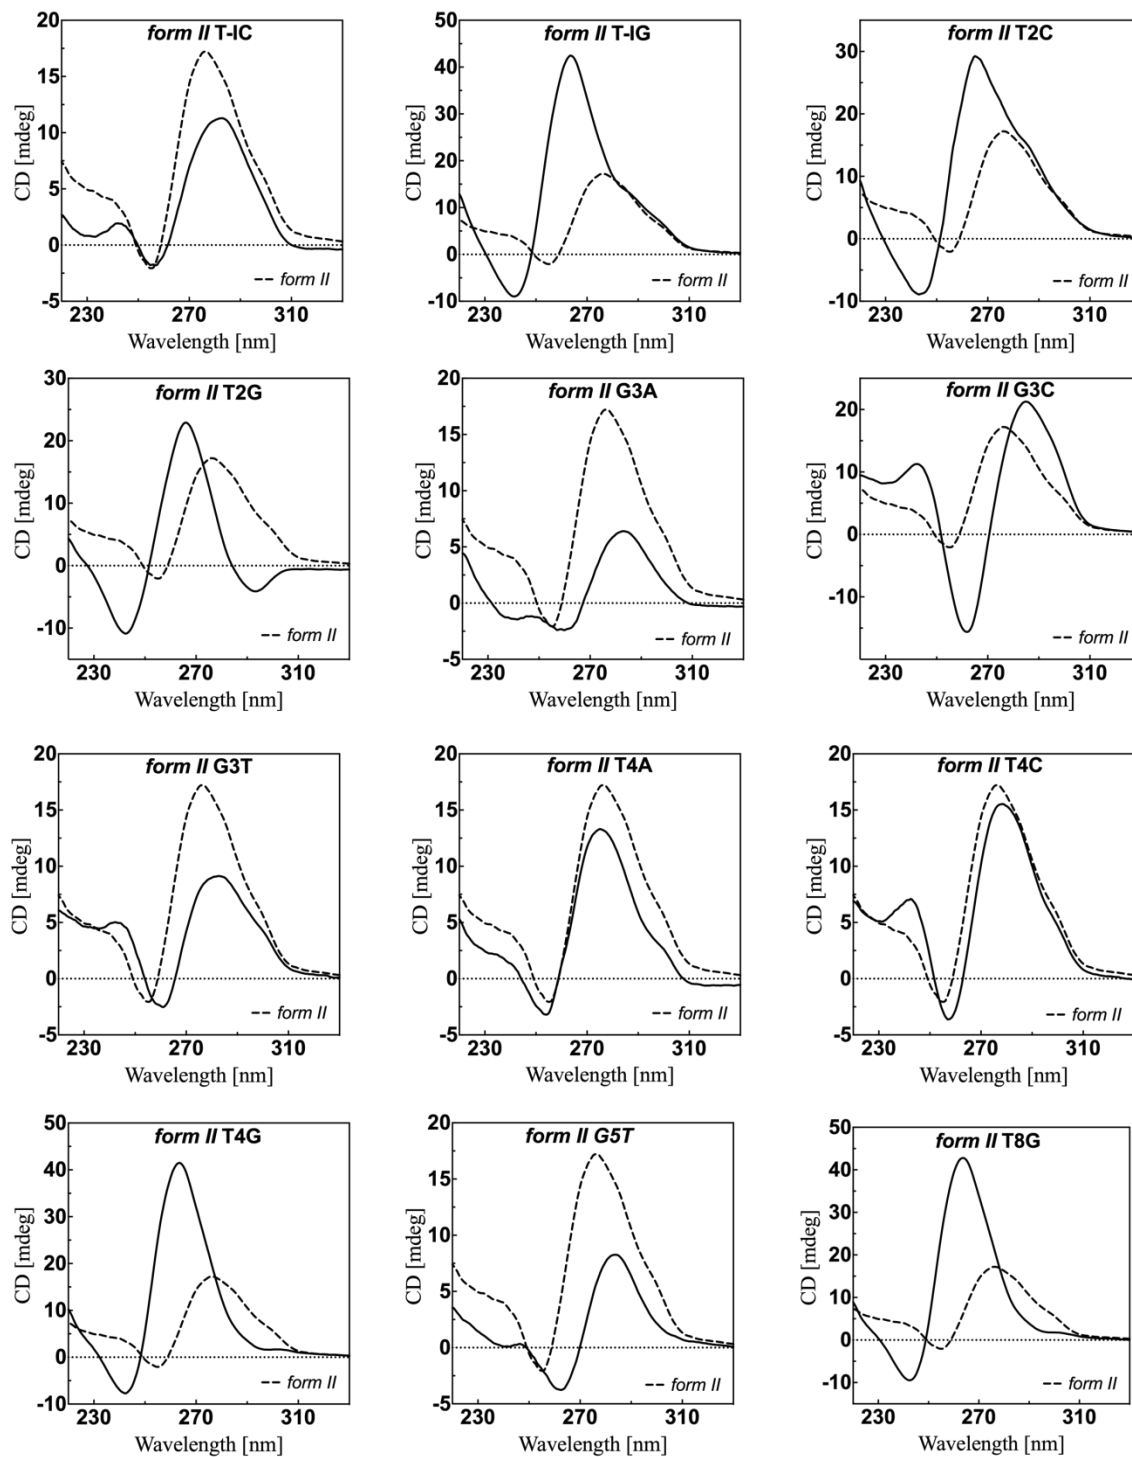 form II T-IC
CD [mdeg]
20
15
10
5
0
-5
230 270 310
Wavelength [nm]
form II
form II T-IG
CD [mdeg]
50
40
30
20
10
0
-10
230 270 310
Wavelength [nm]
form II
form II T2C
CD [mdeg]
30
20
10
0
-10
230 270 310
Wavelength [nm]
form II
form II T2G
CD [mdeg]
30
20
10
0
-10
230 270 310
Wavelength [nm]
form II
form II G3A
CD [mdeg]
20
15
10
5
0
-5
230 270 310
Wavelength [nm]
form II
form II G3C
CD [mdeg]
20
10
0
-10
230 270 310
Wavelength [nm]
form II
form II G3T
CD [mdeg]
20
15
10
5
0
-5
230 270 310
Wavelength [nm]
form II
form II T4A
CD [mdeg]
20
15
10
5
0
-5
230 270 310
Wavelength [nm]
form II
form II T4C
CD [mdeg]
20
15
10
5
0
-5
230 270 310
Wavelength [nm]
form II
form II T4G
CD [mdeg]
50
40
30
20
10
0
-10
230 270 310
Wavelength [nm]
form II
form II G5T
CD [mdeg]
20
15
10
5
0
-5
230 270 310
Wavelength [nm]
form II
form II T8G
CD [mdeg]
50
40
30
20
10
0
-10
230 270 310
Wavelength [nm]
form II